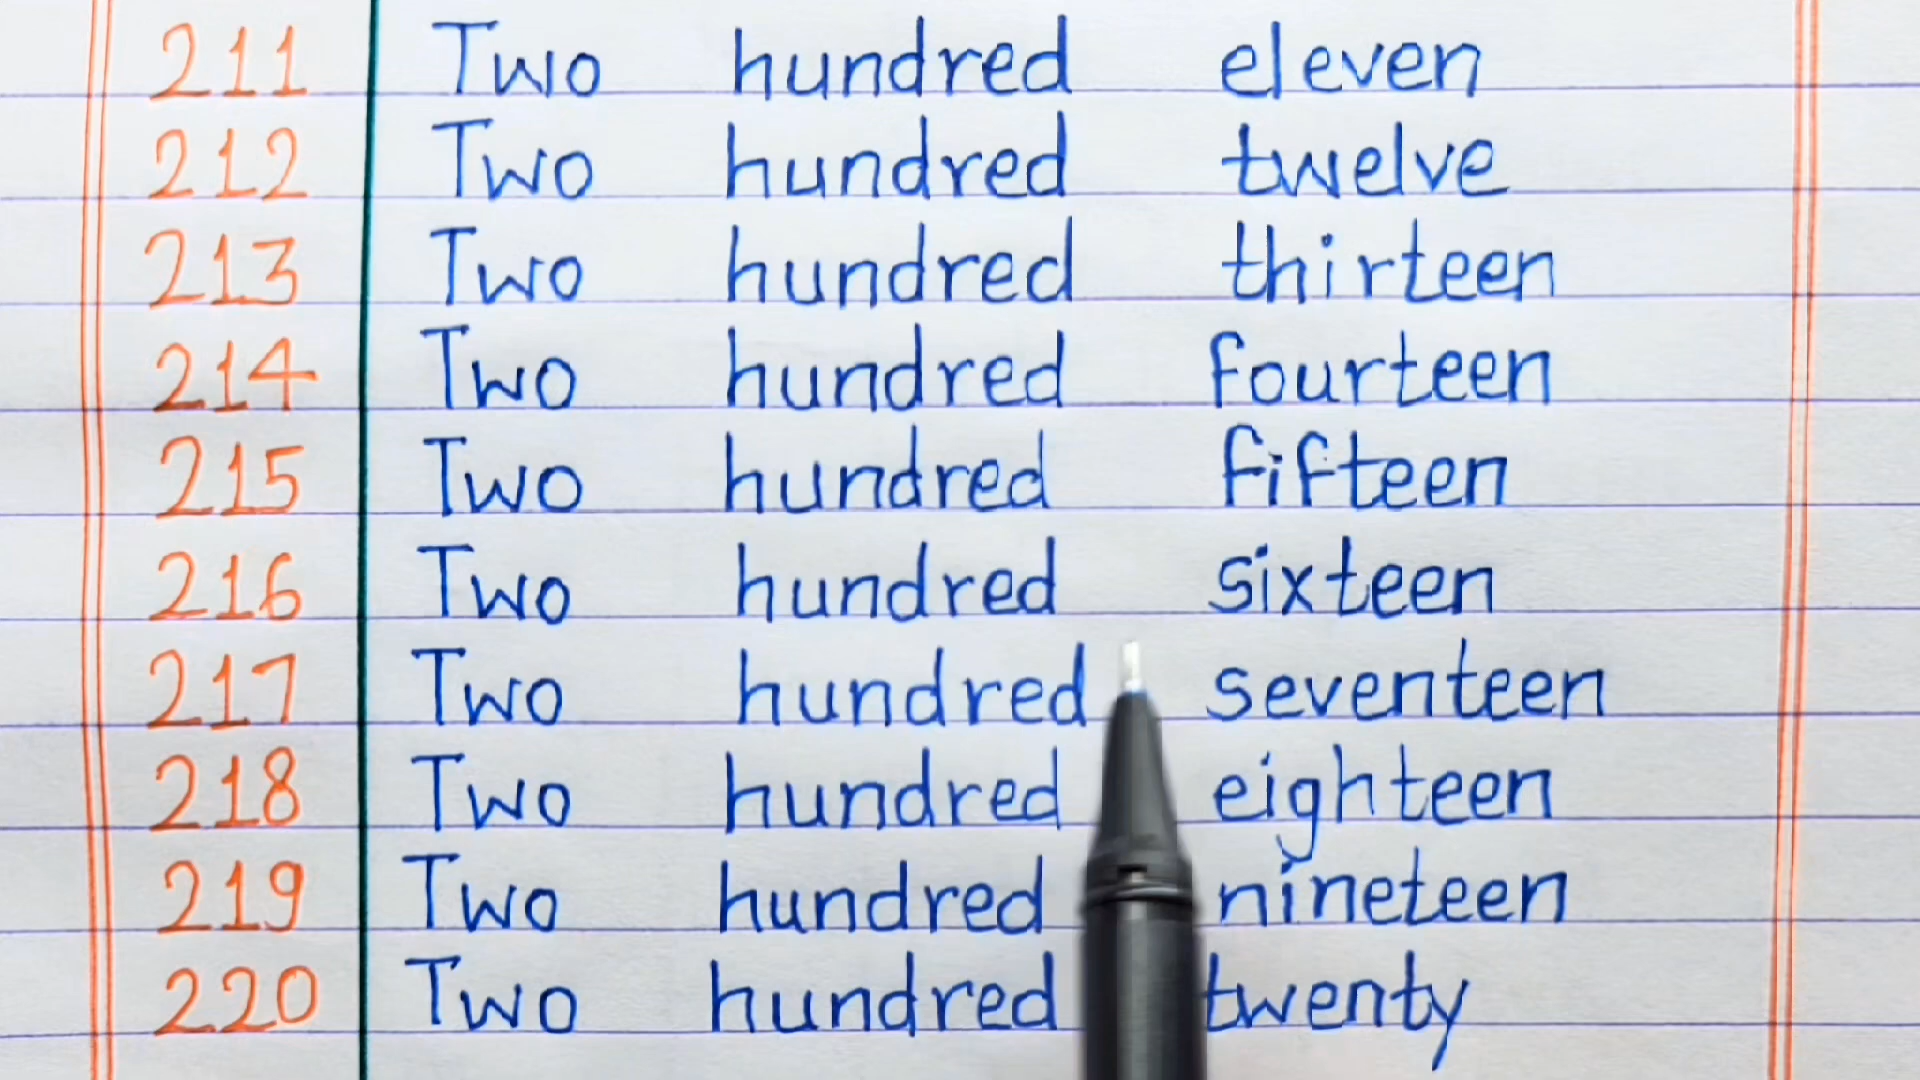 211 Two hundred eleven
212 Two hundred twelve
213 Two hundred thirteen
214 Two hundred fourteen
215 Two hundred fifteen
216 Two hundred sixteen
217 Two hundred seventeen
218 Two hundred eighteen
219 Two hundred nineteen
220 Two hundred twenty